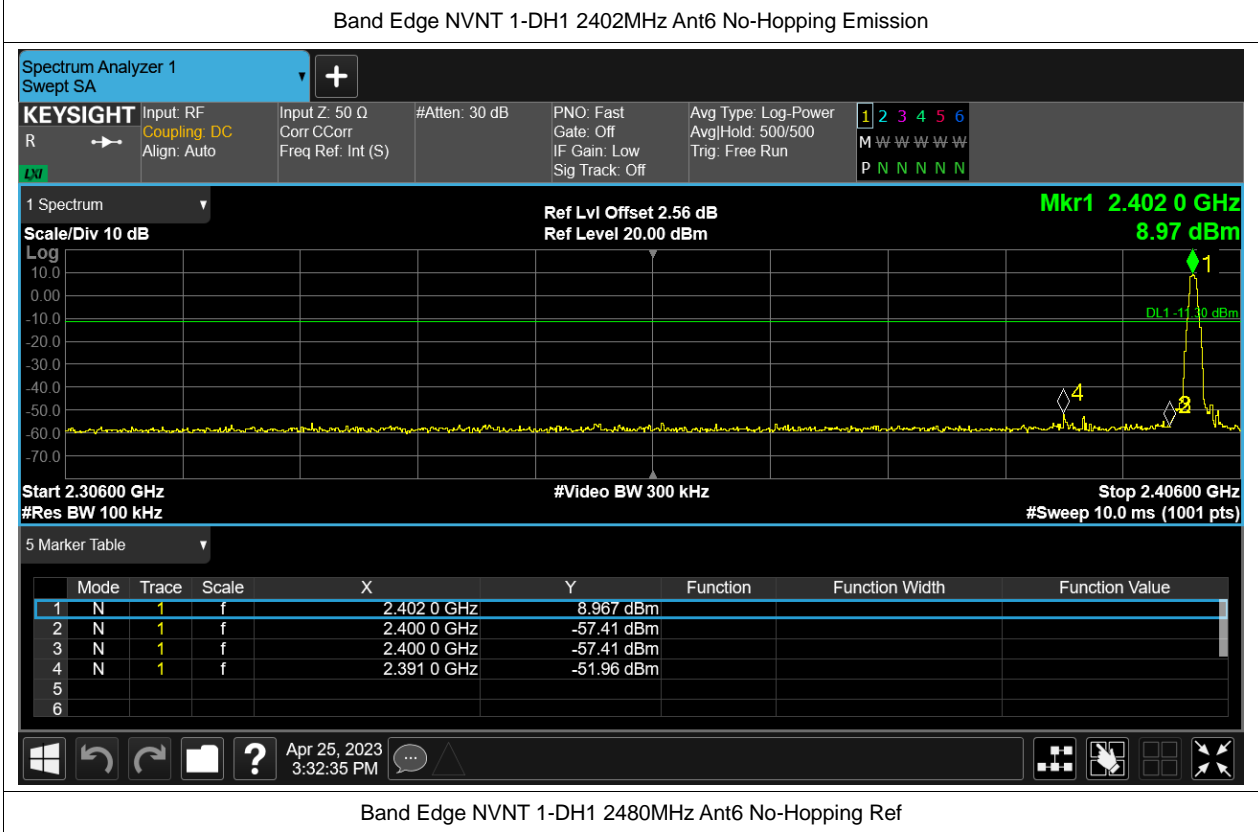 Band Edge NVNT 1-DH1 2402MHz Ant6 No-Hopping Emission
Spectrum Analyzer 1
Swept SA
KEYSIGHT
R
LXI
Input: RF
Coupling: DC
Align: Auto
Input Z: 50 Ω
Corr CCorr
Freq Ref: Int (S)
#Atten: 30 dB
PNO: Fast
Gate: Off
IF Gain: Low
Sig Track: Off
Avg Type: Log-Power
Avg|Hold: 500/500
Trig: Free Run
1 2 3 4 5 6
M W W W W W
P N N N N N
1 Spectrum
Scale/Div 10 dB
Ref Lvl Offset 2.56 dB
Ref Level 20.00 dBm
Mkr1 2.402 0 GHz
8.97 dBm
Log
10.0
0.00
-10.0
-20.0
-30.0
-40.0
-50.0
-60.0
-70.0
1
DL1 -11.30 dBm
4
Start 2.30600 GHz
#Video BW 300 kHz
Stop 2.40600 GHz
#Res BW 100 kHz
#Sweep 10.0 ms (1001 pts)
5 Marker Table
Mode Trace Scale X Y Function Function Width Function Value
1 N 1 f 2.402 0 GHz 8.967 dBm
2 N 1 f 2.400 0 GHz -57.41 dBm
3 N 1 f 2.400 0 GHz -57.41 dBm
4 N 1 f 2.391 0 GHz -51.96 dBm
5
6
?
Apr 25, 2023
3:32:35 PM
Band Edge NVNT 1-DH1 2480MHz Ant6 No-Hopping Ref